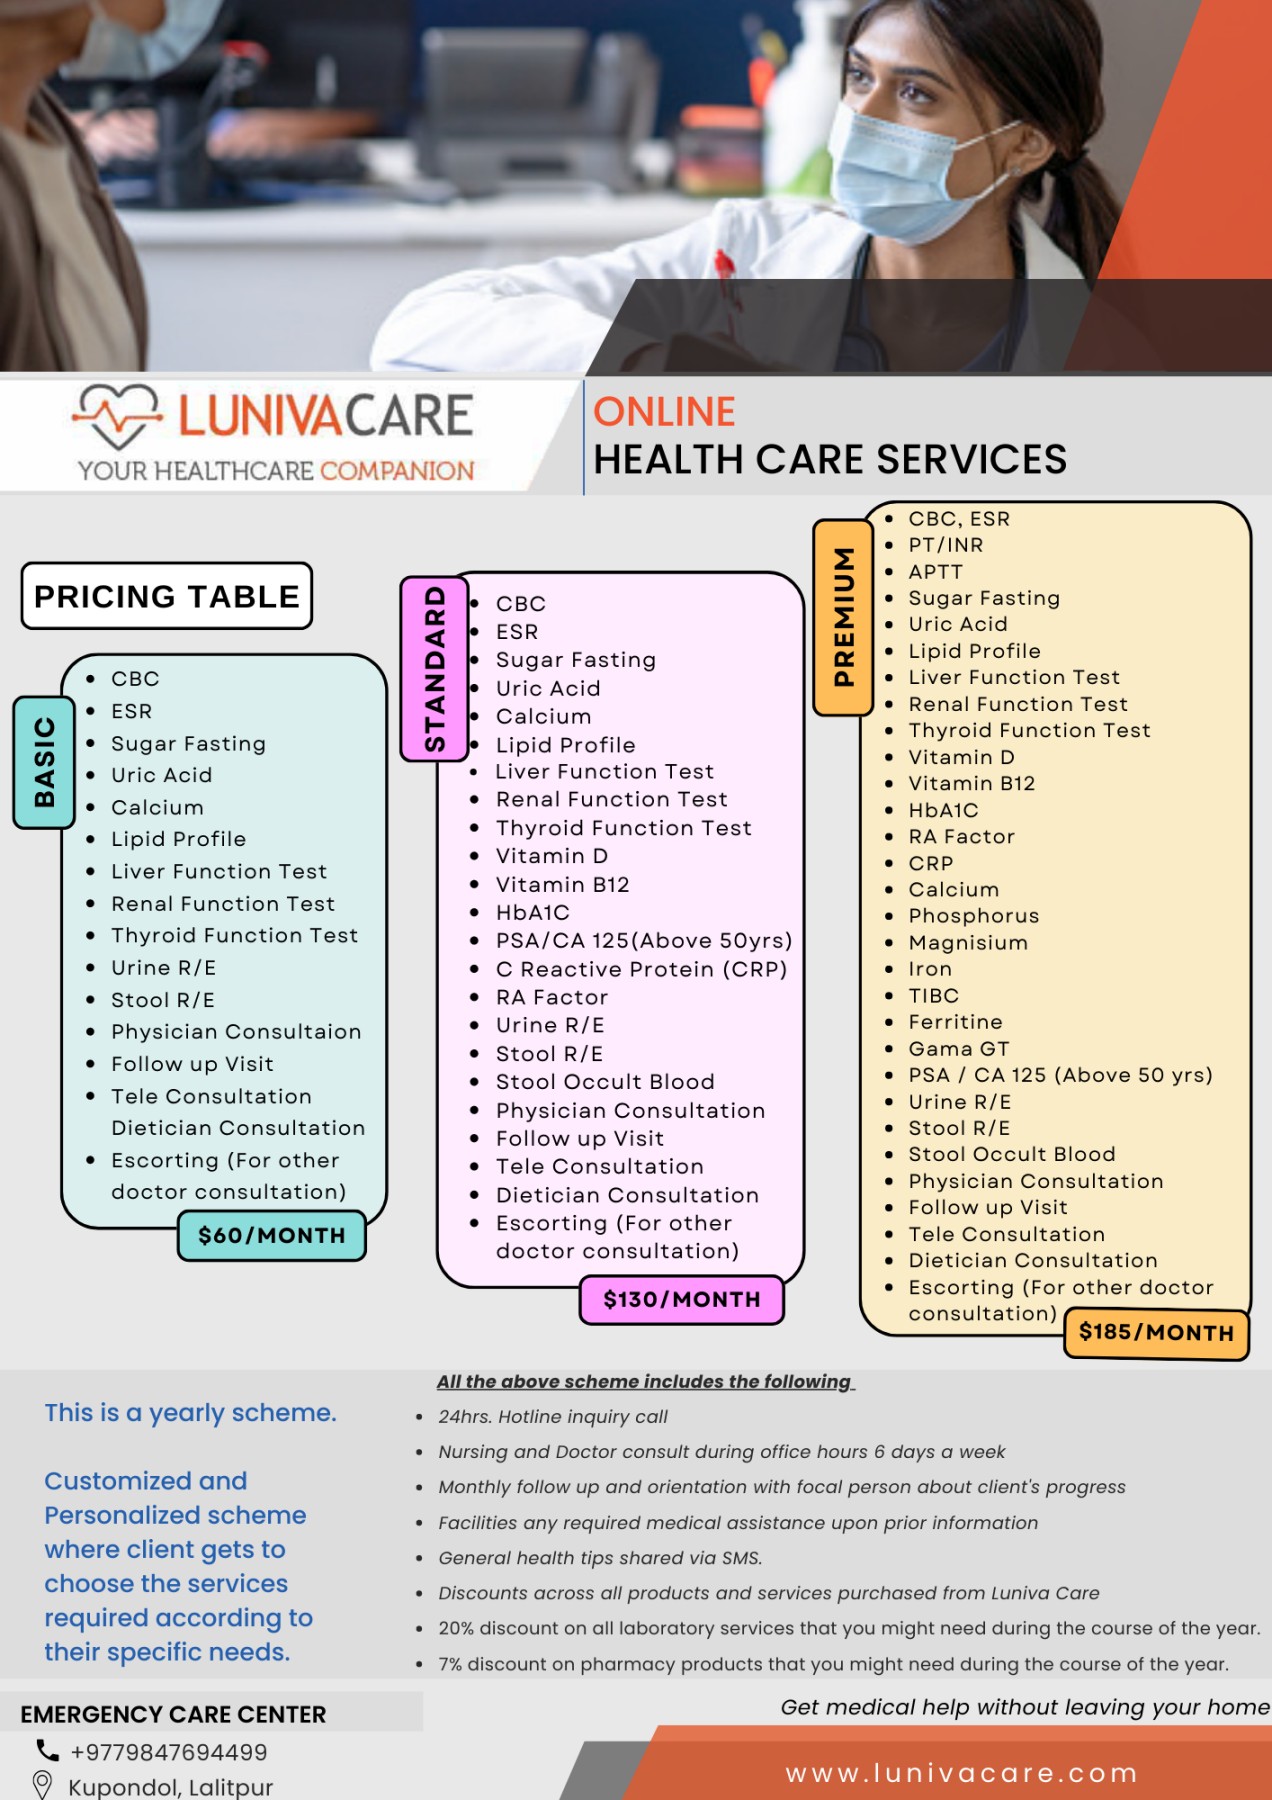 LUNIVACARE
YOUR HEALTHCARE COMPANION
ONLINE
HEALTH CARE SERVICES
PRICING TABLE
BASIC
CBC
ESR
Sugar Fasting
Uric Acid
Calcium
Lipid Profile
Liver Function Test
Renal Function Test
Thyroid Function Test
Urine R/E
Stool R/E
Physician Consultaion
Follow up Visit
Tele Consultation
Dietician Consultation
Escorting (For other
doctor consultation)
$60/MONTH
STANDARD
CBC
ESR
Sugar Fasting
Uric Acid
Calcium
Lipid Profile
Liver Function Test
Renal Function Test
Thyroid Function Test
Vitamin D
Vitamin B12
HbA1C
PSA/CA 125(Above 50yrs)
C Reactive Protein (CRP)
RA Factor
Urine R/E
Stool R/E
Stool Occult Blood
Physician Consultation
Follow up Visit
Tele Consultation
Dietician Consultation
Escorting (For other
doctor consultation)
$130/MONTH
PREMIUM
CBC, ESR
PT/INR
APTT
Sugar Fasting
Uric Acid
Lipid Profile
Liver Function Test
Renal Function Test
Thyroid Function Test
Vitamin D
Vitamin B12
HbA1C
RA Factor
CRP
Calcium
Phosphorus
Magnisium
Iron
TIBC
Ferritine
Gama GT
PSA / CA 125 (Above 50 yrs)
Urine R/E
Stool R/E
Stool Occult Blood
Physician Consultation
Follow up Visit
Tele Consultation
Dietician Consultation
Escorting (For other doctor
consultation)
$185/MONTH
This is a yearly scheme.
Customized and
Personalized scheme
where client gets to
choose the services
required according to
their specific needs.
All the above scheme includes the following
24hrs. Hotline inquiry call
Nursing and Doctor consult during office hours 6 days a week
Monthly follow up and orientation with focal person about client's progress
Facilities any required medical assistance upon prior information
General health tips shared via SMS.
Discounts across all products and services purchased from Luniva Care
20% discount on all laboratory services that you might need during the course of the year.
7% discount on pharmacy products that you might need during the course of the year.
EMERGENCY CARE CENTER
+9779847694499
Kupondol, Lalitpur
Get medical help without leaving your home
www.lunivacare.com